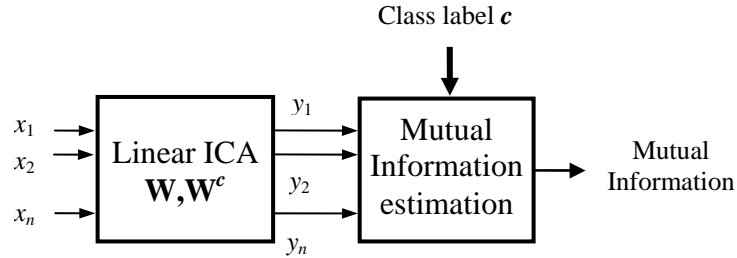 Class label c
x1
x2
xn
Linear ICA
W,Wc
y1
y2
yn
Mutual
Information
estimation
Mutual
Information